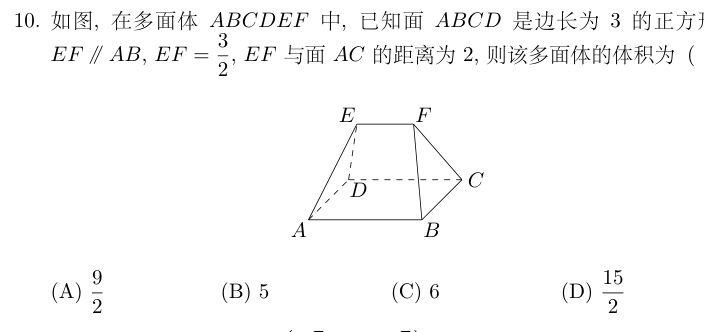 10. 如图, 在多面体 ABCDEF 中, 已知面 ABCD 是边长为 3 的正方
EF ∥ AB, EF = 3/2, EF 与面 AC 的距离为 2, 则该多面体的体积为 (
E F
D C
A B
(A) 9/2 (B) 5 (C) 6 (D) 15/2